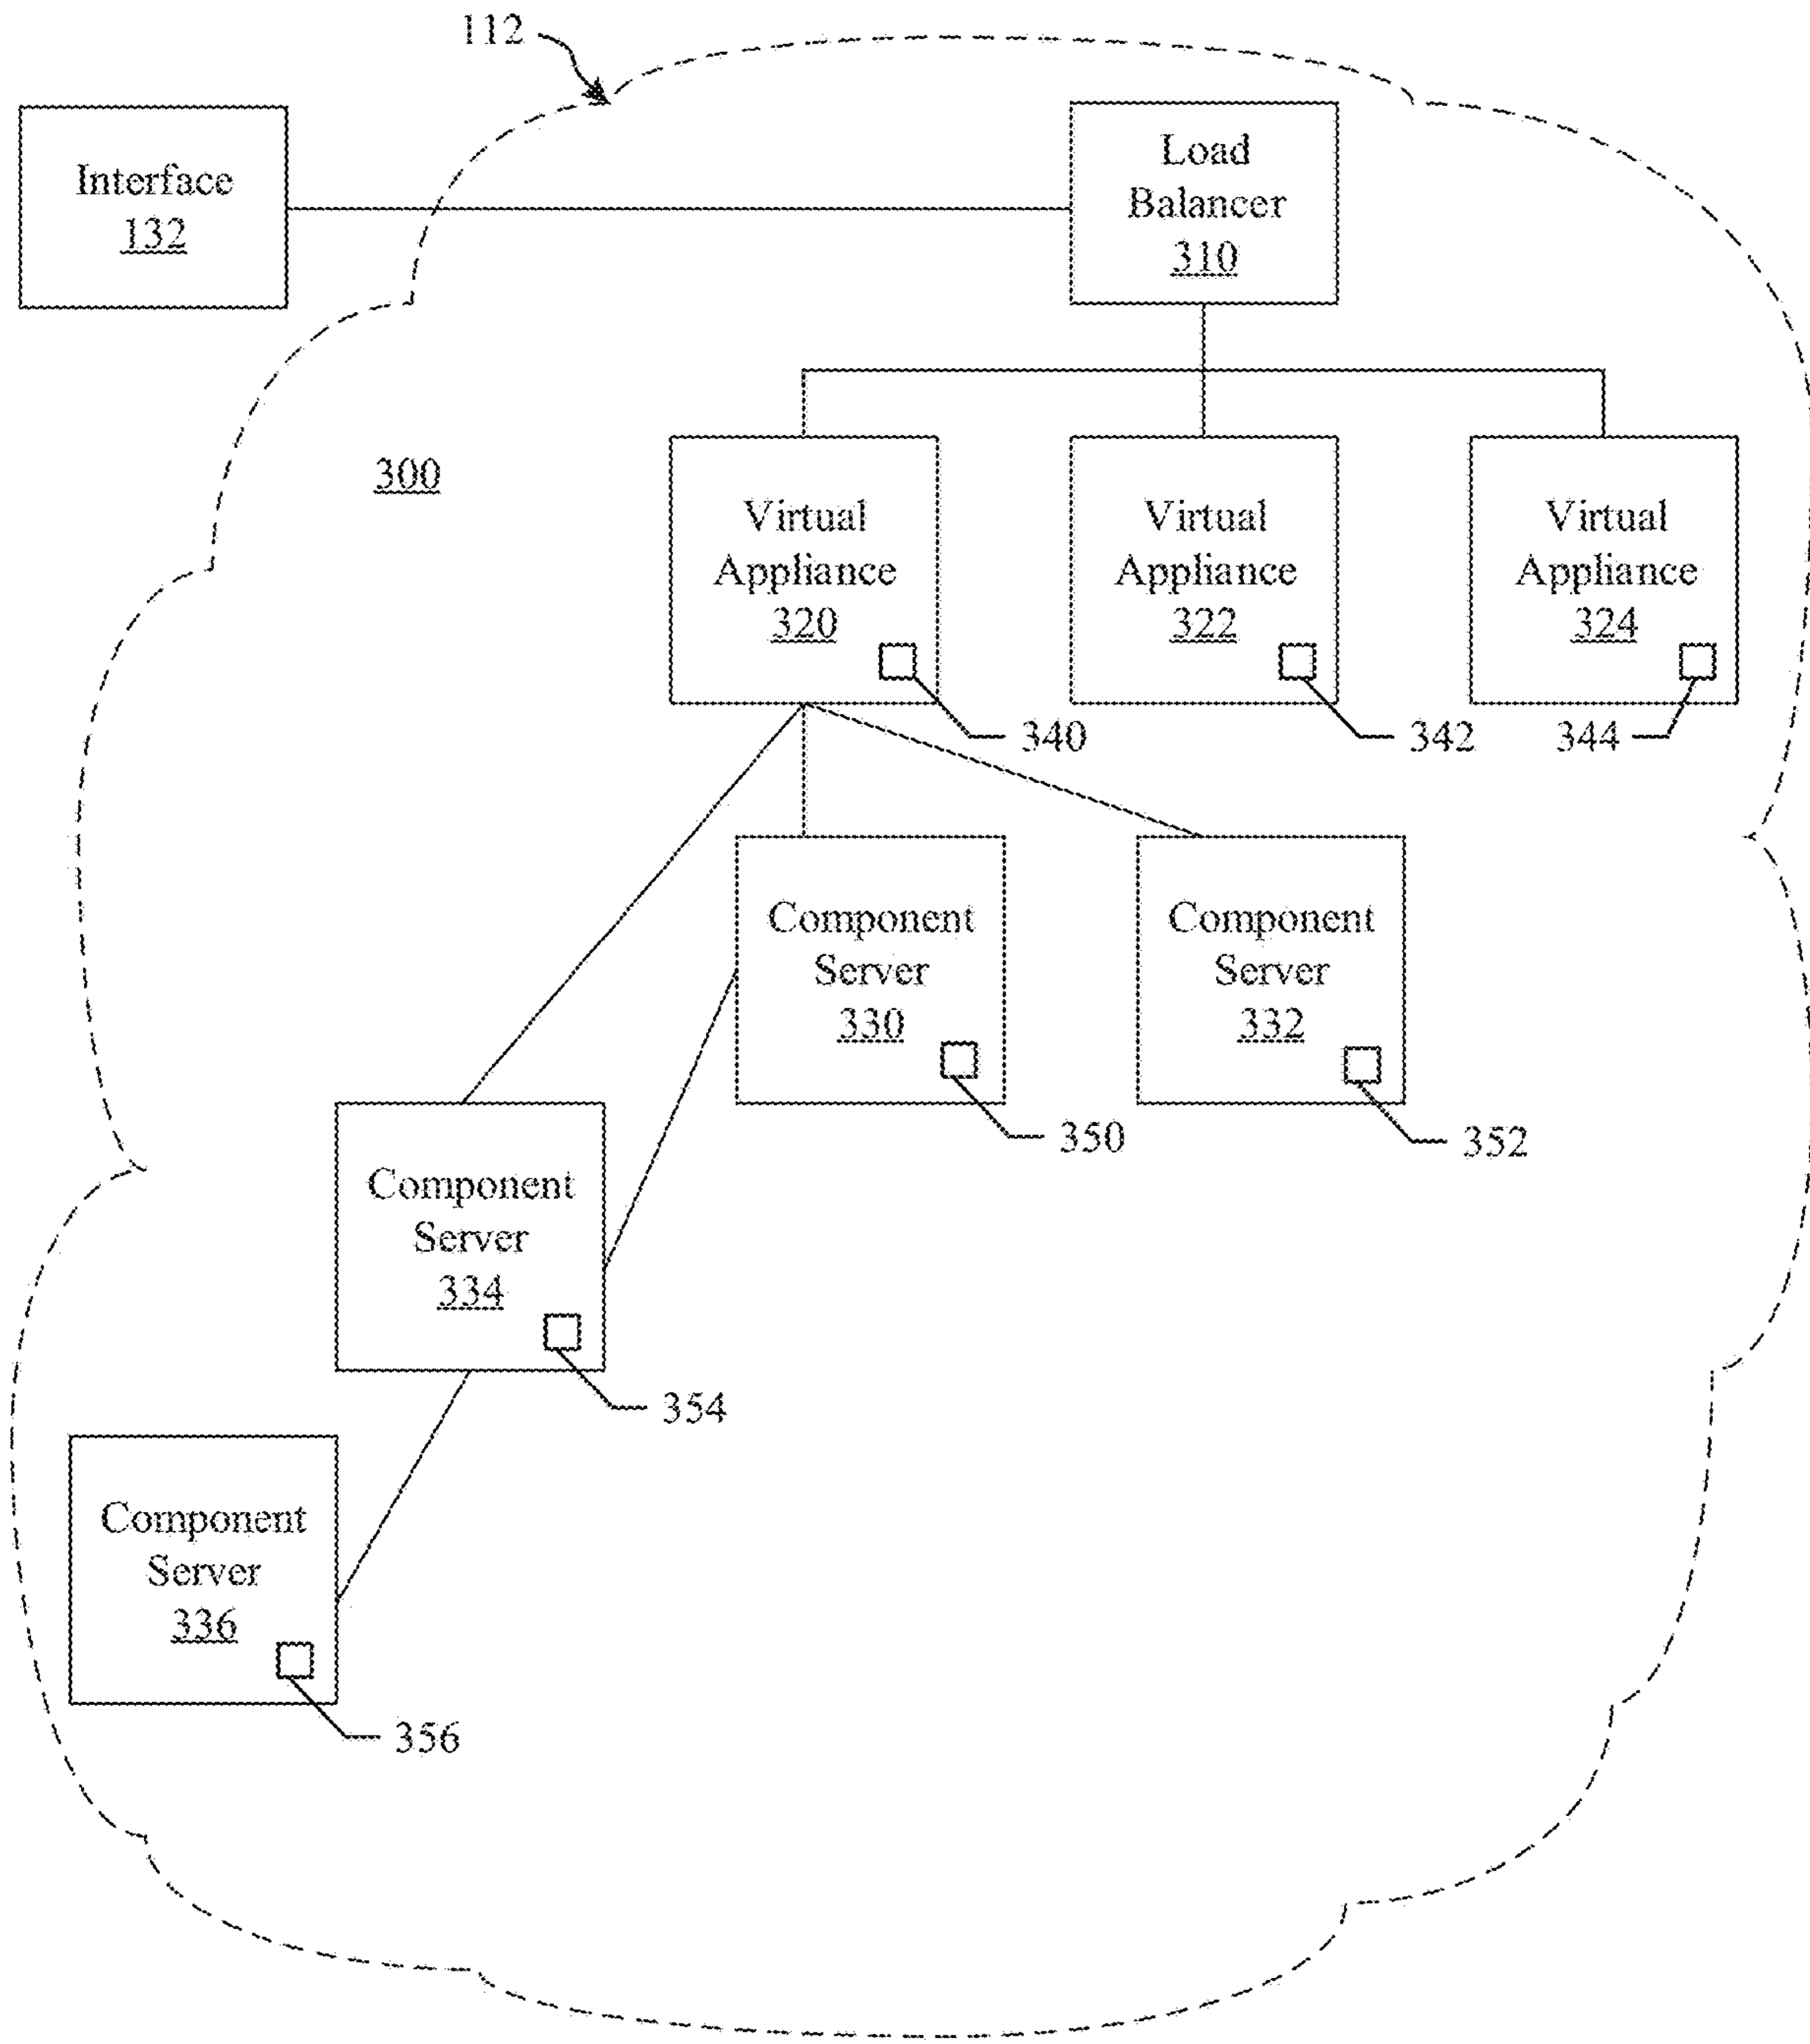 112
Interface
132
Load
Balancer
310
300
Virtual
Appliance
320
Virtual
Appliance
322
Virtual
Appliance
324
340
342
344
Component
Server
330
Component
Server
332
350
352
Component
Server
334
354
Component
Server
336
356